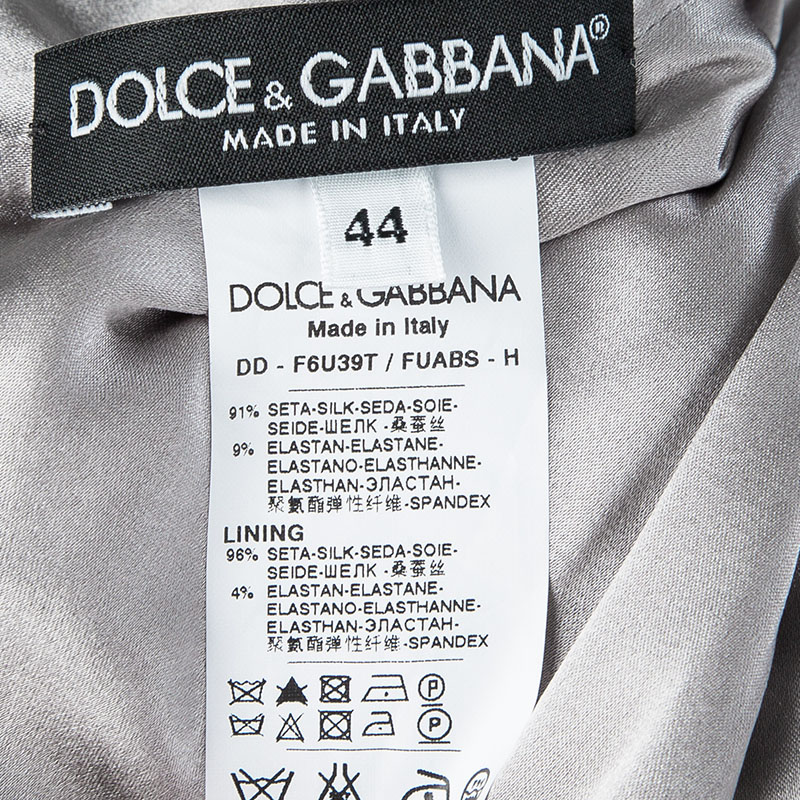 DOLCE & GABBANA®
MADE IN ITALY
44
DOLCE & GABBANA
Made in Italy
DD - F6U39T / FUABS - H
91% SETA-SILK-SEDA-SOIE-
SEIDE-ШЕЛК -桑蚕丝
9% ELASTAN-ELASTANE-
ELASTANO-ELASTHANNE-
ELASTHAN-ЭЛАСТАН-
聚氨酯弹性纤维-SPANDEX
LINING
96% SETA-SILK-SEDA-SOIE-
SEIDE-ШЕЛК -桑蚕丝
4% ELASTAN-ELASTANE-
ELASTANO-ELASTHANNE-
ELASTHAN-ЭЛАСТАН-
聚氨酯弹性纤维-SPANDEX
P
P